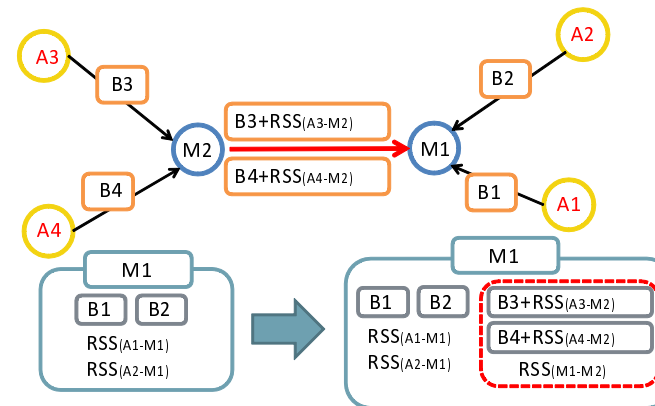 A3
A2
B3
B2
B3+RSS(A3-M2)
M2
M1
B4+RSS(A4-M2)
B4
B1
A4
A1
M1
B1 B2
RSS(A1-M1)
RSS(A2-M1)
M1
B1 B2
RSS(A1-M1)
RSS(A2-M1)
B3+RSS(A3-M2)
B4+RSS(A4-M2)
RSS(M1-M2)